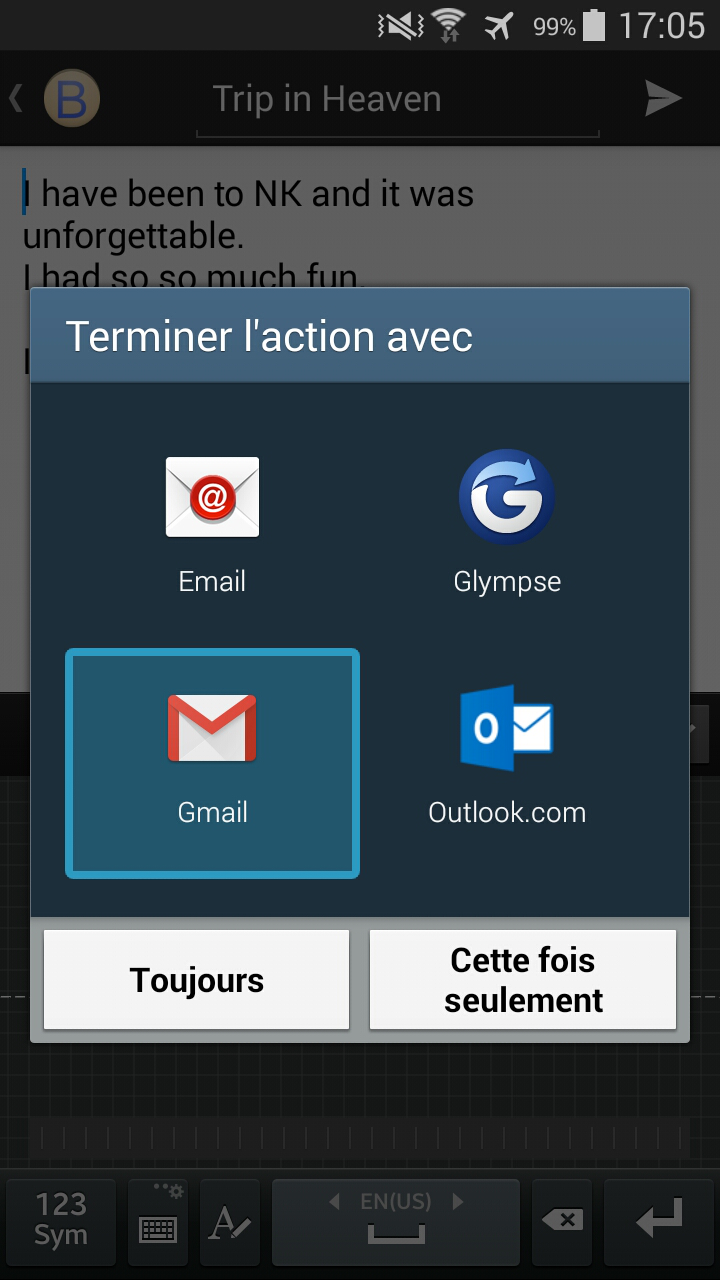 99% 17:05
B Trip in Heaven
I have been to NK and it was
unforgettable.
I had so so much fun.
Terminer l'action avec
@ G
Email Glympse
O
Gmail Outlook.com
Toujours Cette fois
seulement
123
Sym
EN(US)
A